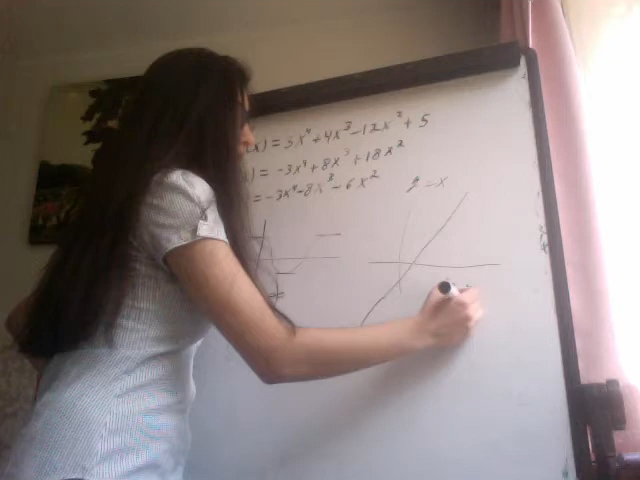 (x) = 3x⁴ + 4x³ - 12x² + 5
) = -3x⁴ + 8x³ + 18x²
= -3x⁴ - 8x³ - 6x²
y = x